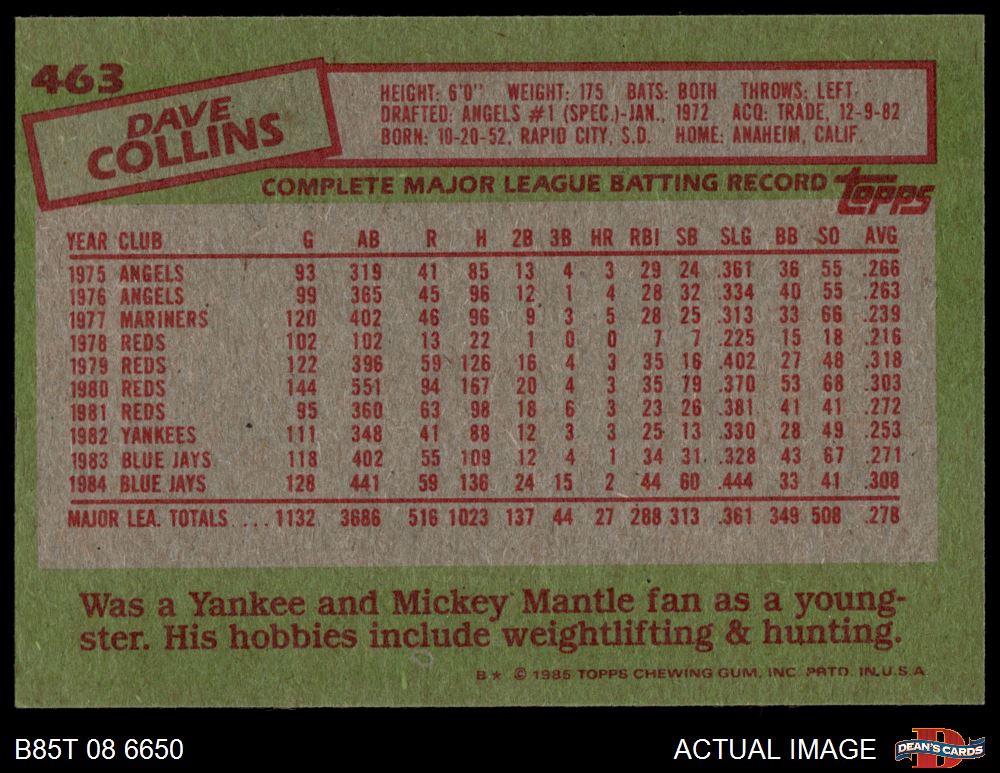 463
DAVE
COLLINS
HEIGHT: 6'0" WEIGHT: 175 BATS: BOTH THROWS: LEFT
DRAFTED: ANGELS #1 (SPEC.)-JAN., 1972 ACQ: TRADE, 12-9-82
BORN: 10-20-52, RAPID CITY, S.D. HOME: ANAHEIM, CALIF.
COMPLETE MAJOR LEAGUE BATTING RECORD Topps
YEAR CLUB G AB R H 2B 3B HR RBI SB SLG BB SO AVG
1975 ANGELS 93 319 41 85 13 4 3 29 24 .361 36 55 .266
1976 ANGELS 99 365 45 96 12 1 4 28 32 .334 40 55 .263
1977 MARINERS 120 402 46 96 9 3 5 28 25 .313 33 66 .239
1978 REDS 102 102 13 22 1 0 0 7 7 .225 15 18 .216
1979 REDS 122 396 59 126 16 4 3 35 16 .402 27 48 .318
1980 REDS 144 551 94 167 20 4 3 35 79 .370 53 68 .303
1981 REDS 95 360 63 98 18 6 3 23 26 .381 41 41 .272
1982 YANKEES 111 348 41 88 12 3 3 25 13 .330 28 49 .253
1983 BLUE JAYS 118 402 55 109 12 4 1 34 31 .328 43 67 .271
1984 BLUE JAYS 128 441 59 136 24 15 2 44 60 .444 33 41 .308
MAJOR LEA. TOTALS .... 1132 3686 516 1023 137 44 27 288 313 .361 349 508 .278
Was a Yankee and Mickey Mantle fan as a young-
ster. His hobbies include weightlifting & hunting.
B* © 1985 TOPPS CHEWING GUM, INC. PRTD. IN U.S.A.
B85T 08 6650
ACTUAL IMAGE
D
DEAN'S CARDS